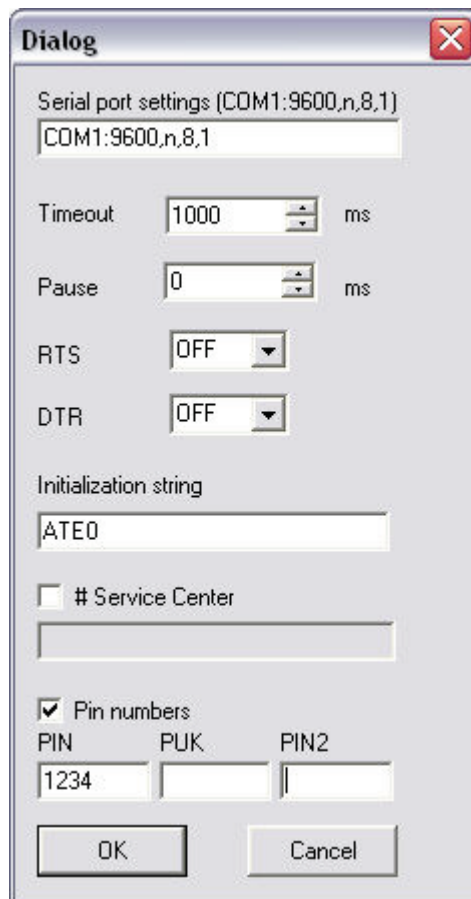 Dialog
Serial port settings (COM1:9600,n,8,1)
COM1:9600,n,8,1
Timeout 1000 ms
Pause 0 ms
RTS OFF
DTR OFF
Initialization string
ATE0
# Service Center
Pin numbers
PIN PUK PIN2
1234
OK Cancel